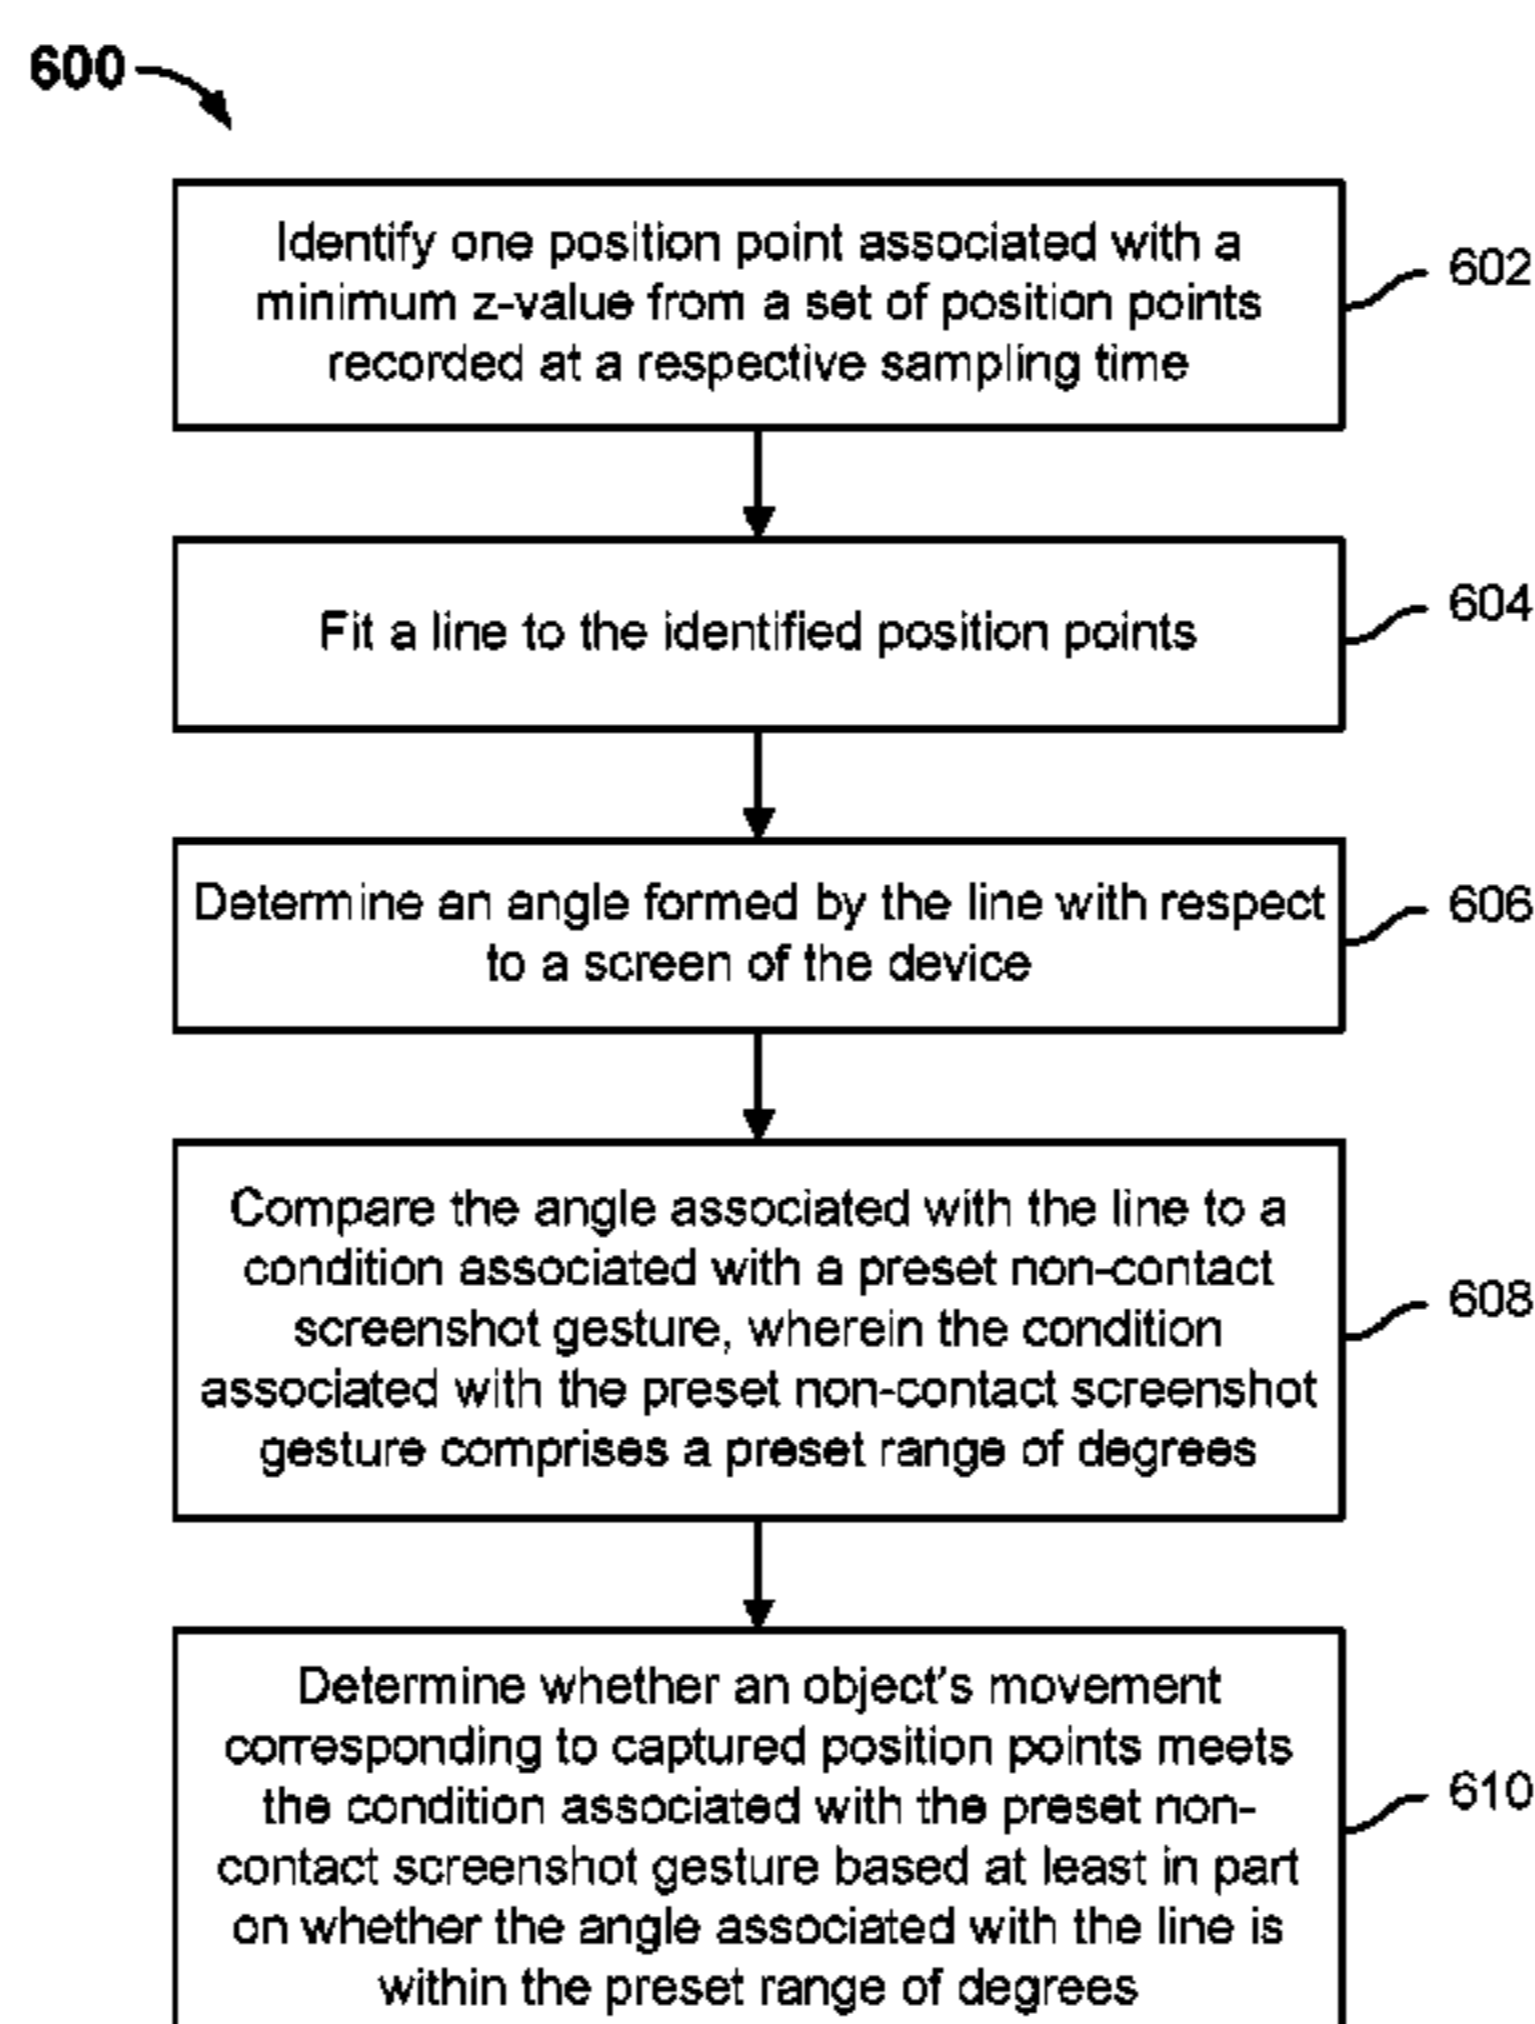 600
Identify one position point associated with a
minimum z-value from a set of position points
recorded at a respective sampling time
602
Fit a line to the identified position points
604
Determine an angle formed by the line with respect
to a screen of the device
606
Compare the angle associated with the line to a
condition associated with a preset non-contact
screenshot gesture, wherein the condition
associated with the preset non-contact screenshot
gesture comprises a preset range of degrees
608
Determine whether an object's movement
corresponding to captured position points meets
the condition associated with the preset non-
contact screenshot gesture based at least in part
on whether the angle associated with the line is
within the preset range of degrees
610